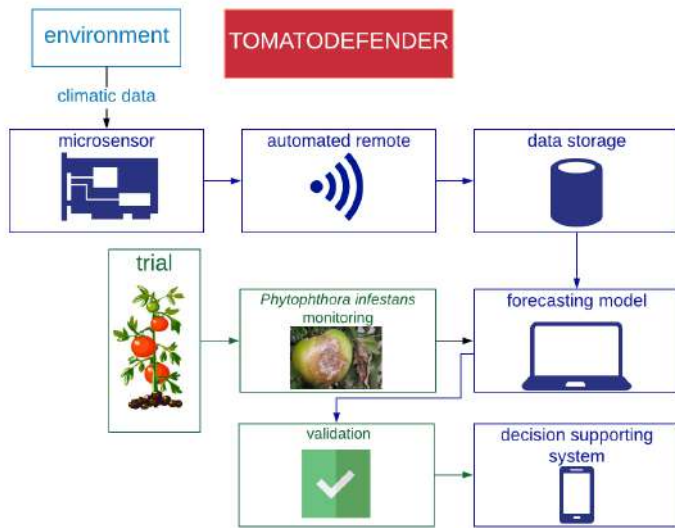 environment
TOMATODEFENDER
climatic data
microsensor
automated remote
data storage
trial
Phytophthora infestans
monitoring
forecasting model
validation
decision supporting
system